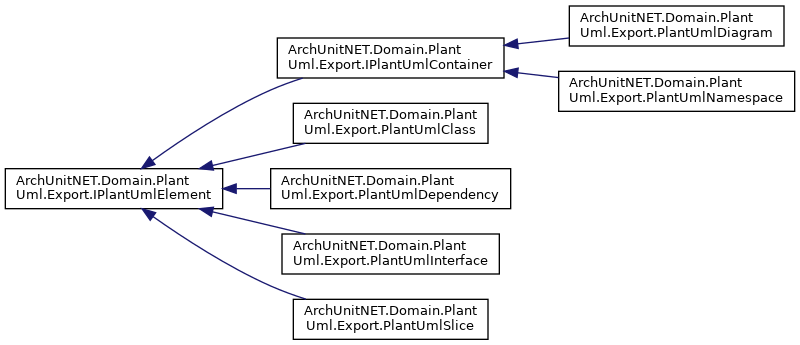 ArchUnitNET.Domain.Plant
Uml.Export.PlantUmlDiagram
ArchUnitNET.Domain.Plant
Uml.Export.IPlantUmlContainer
ArchUnitNET.Domain.Plant
Uml.Export.PlantUmlNamespace
ArchUnitNET.Domain.Plant
Uml.Export.PlantUmlClass
ArchUnitNET.Domain.Plant
Uml.Export.IPlantUmlElement
ArchUnitNET.Domain.Plant
Uml.Export.PlantUmlDependency
ArchUnitNET.Domain.Plant
Uml.Export.PlantUmlInterface
ArchUnitNET.Domain.Plant
Uml.Export.PlantUmlSlice